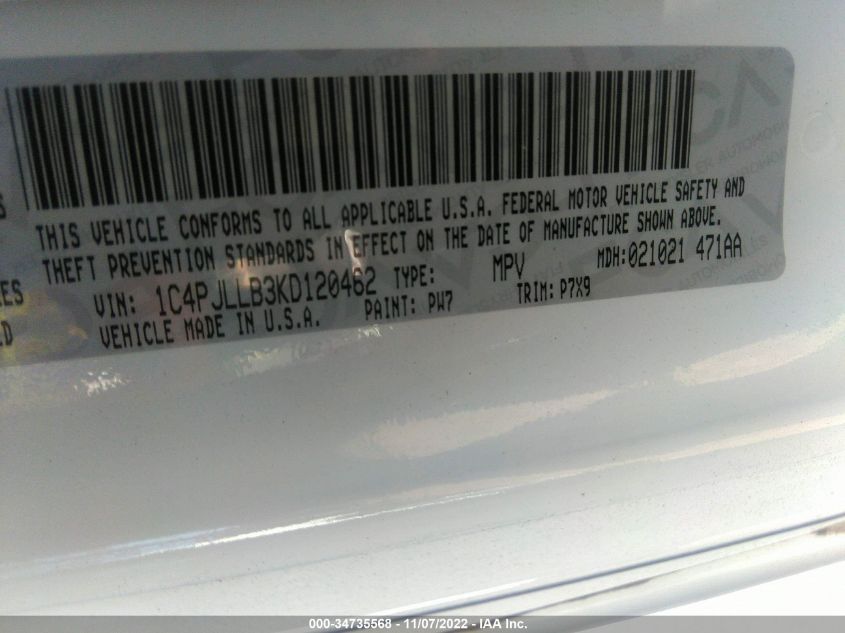 THIS VEHICLE CONFORMS TO ALL APPLICABLE U.S.A. FEDERAL MOTOR VEHICLE SAFETY AND
THEFT PREVENTION STANDARDS IN EFFECT ON THE DATE OF MANUFACTURE SHOWN ABOVE.
VIN: 1C4PJLLB3KD120462 TYPE: MPV MDH:021021 471AA
VEHICLE MADE IN U.S.A. PAINT: PW7 TRIM: P7X9
000-34735568 - 11/07/2022 - IAA Inc.